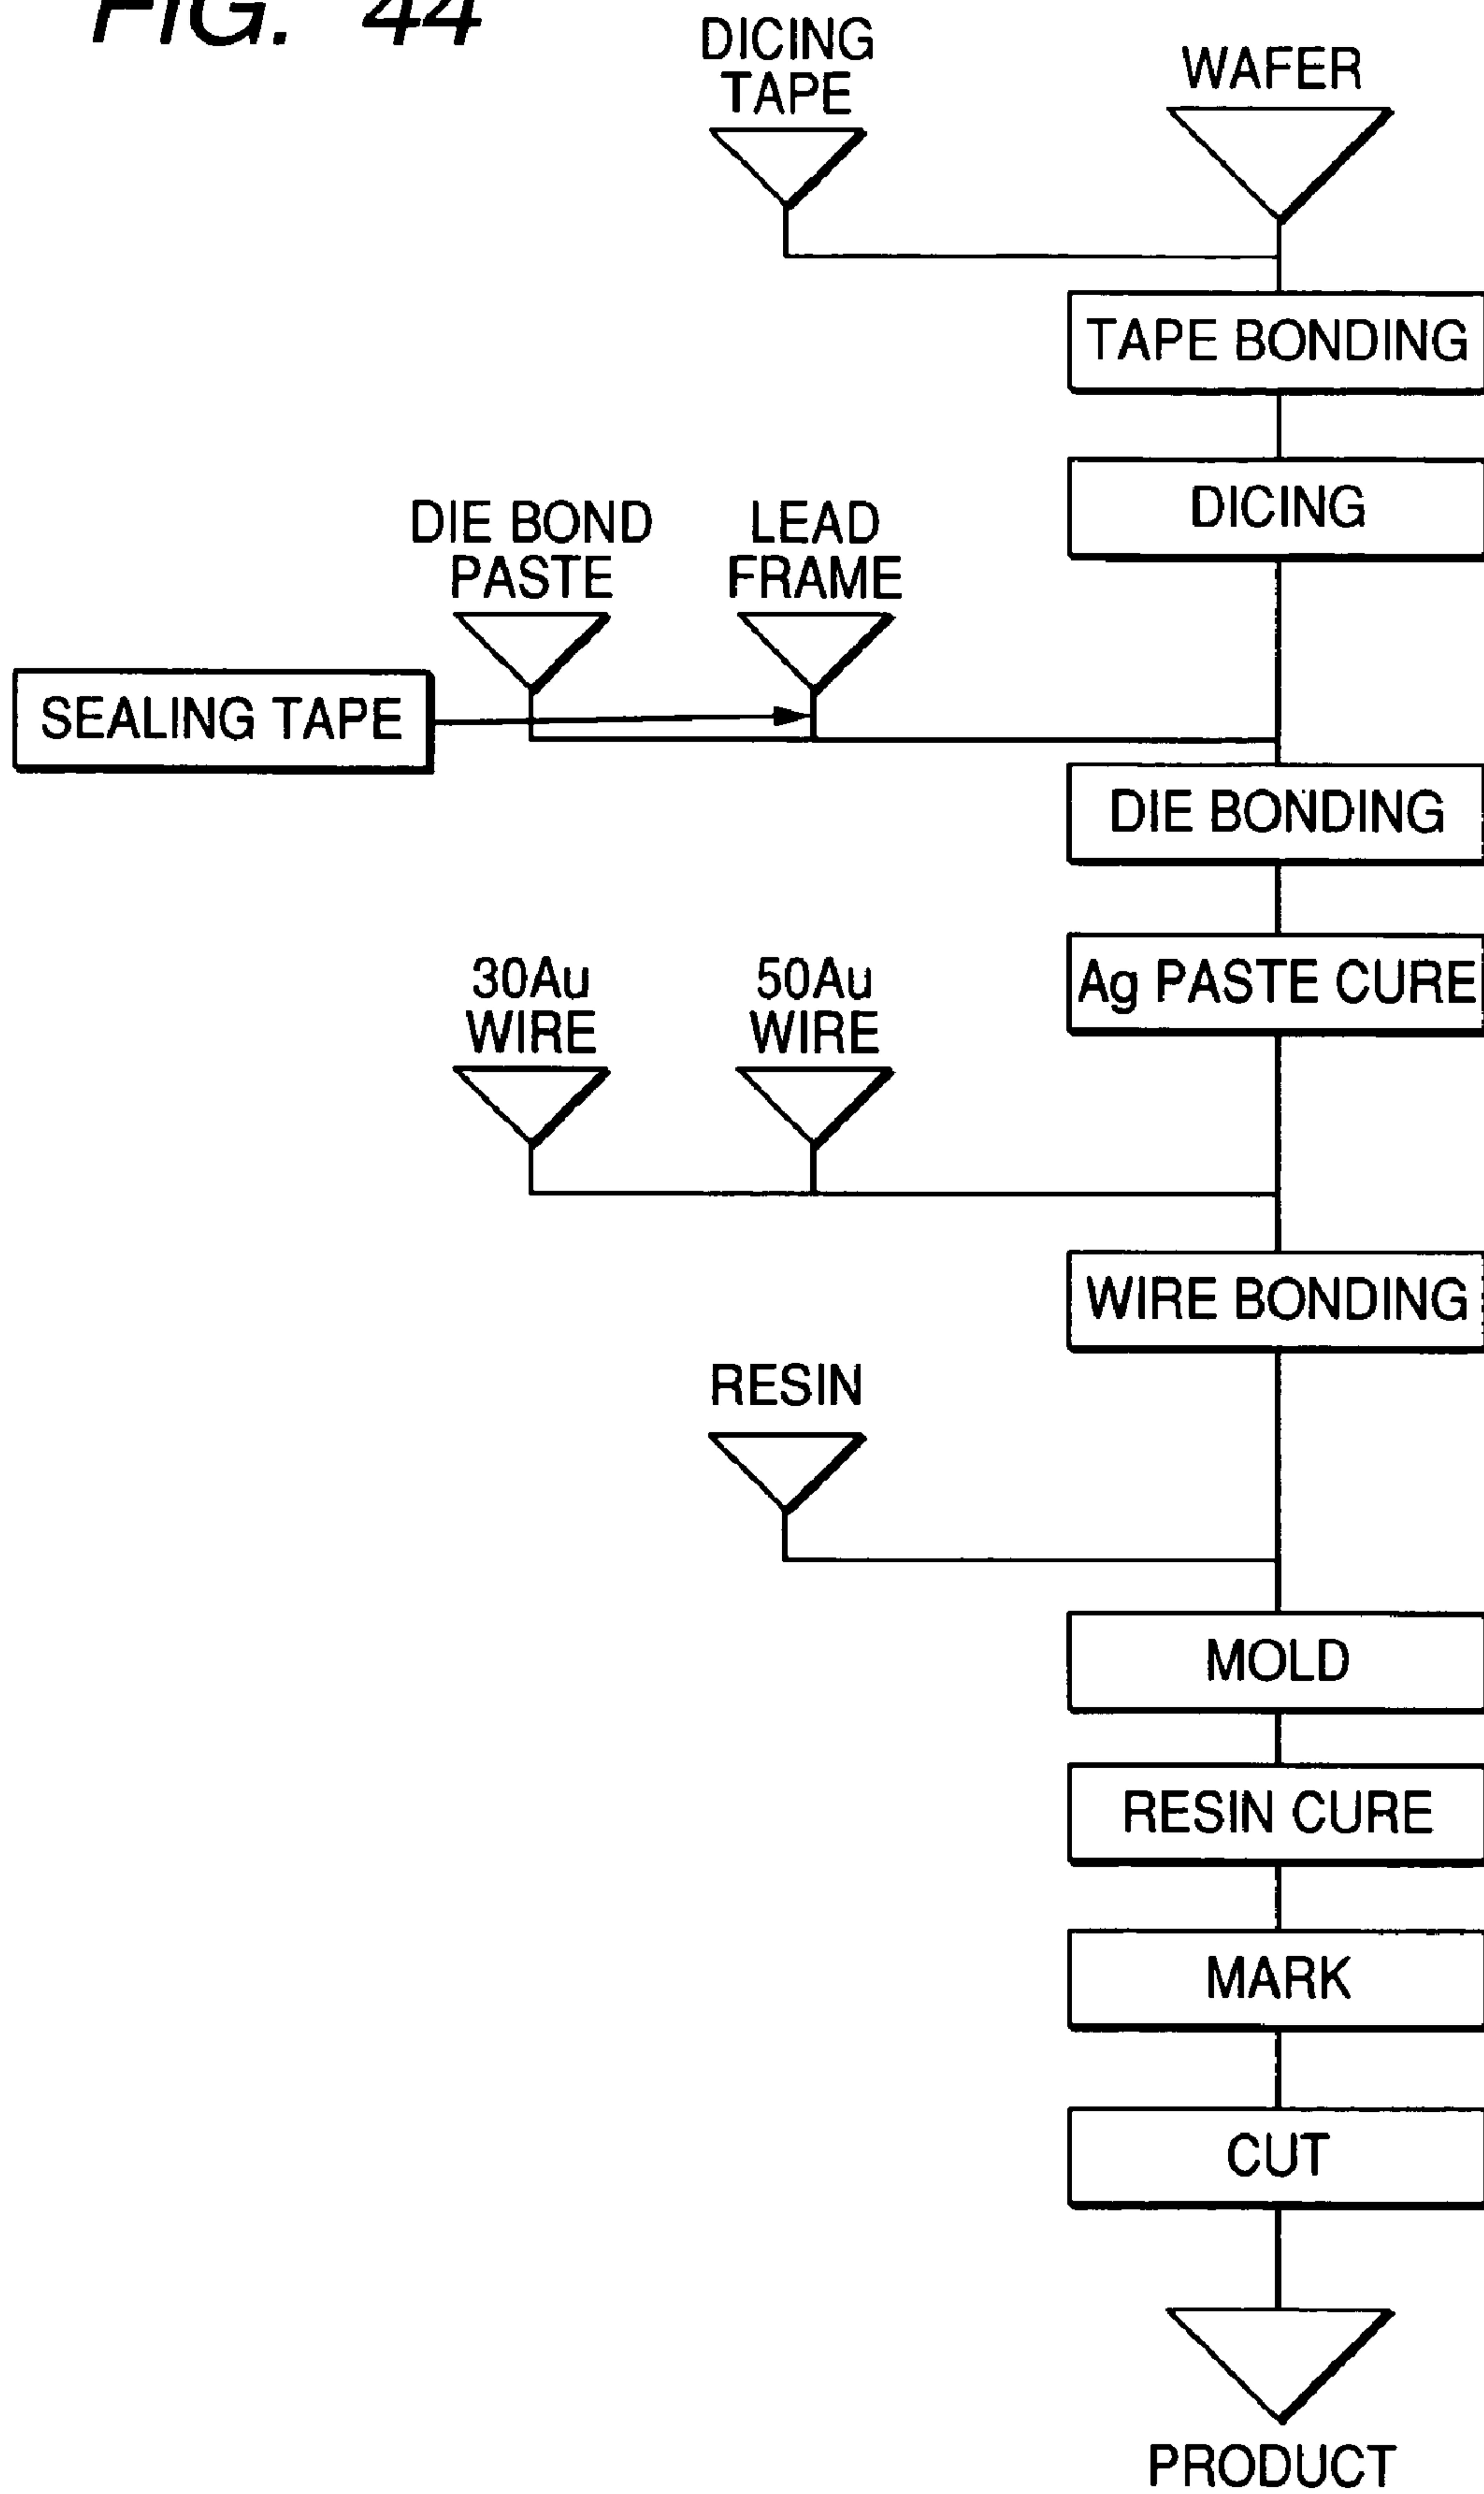 FIG. 44
DICING
TAPE
WAFER
TAPE BONDING
DICING
DIE BOND
PASTE
LEAD
FRAME
SEALING TAPE
DIE BONDING
Ag PASTE CURE
30Au
WIRE
50Au
WIRE
WIRE BONDING
RESIN
MOLD
RESIN CURE
MARK
CUT
PRODUCT